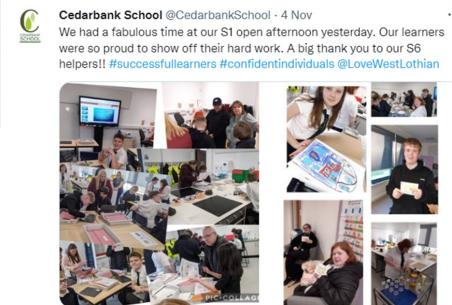 Cedarbank School @CedarbankSchool · 4 Nov
We had a fabulous time at our S1 open afternoon yesterday. Our learners
were so proud to show off their hard work. A big thank you to our S6
helpers!! #successfullearners #confidentindividuals @LoveWestLothian
CEDARBANK
SCHOOL
PIC•COLLAGE